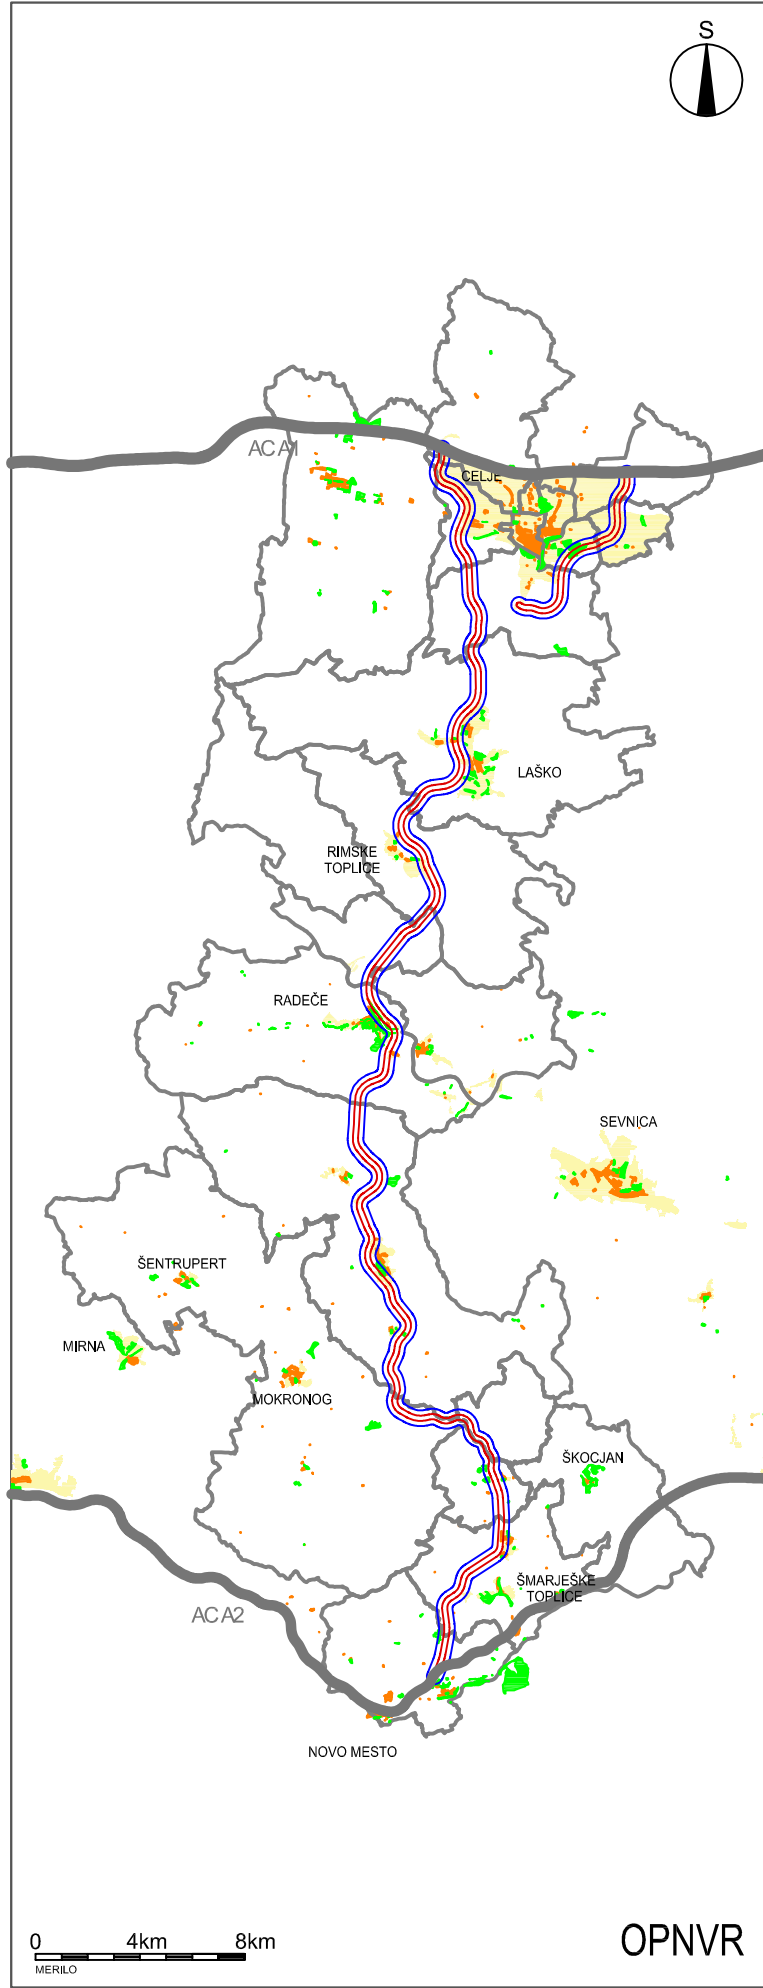 S
ACA1
CELJE
LAŠKO
RIMSKE
TOPLICE
RADEČE
SEVNICA
ŠENTRUPERT
MIRNA
MOKRONOG
ŠKOCJAN
ŠMARJEŠKE
TOPLICE
ACA2
NOVO MESTO
0 4km 8km
MERILO
OPNVR